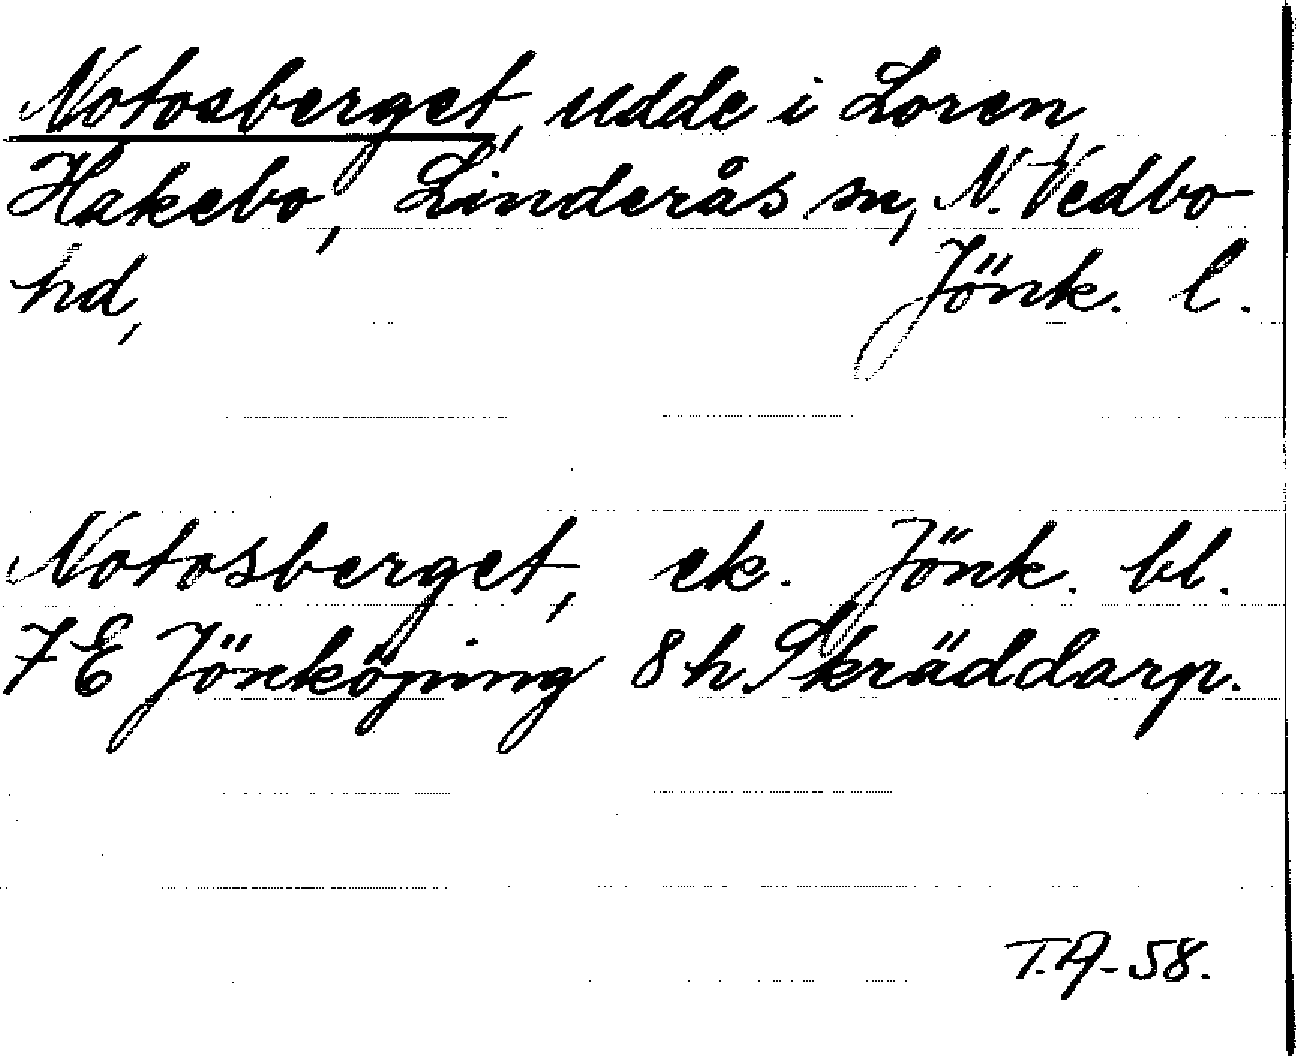 Notosberget, udde i Loren,
Hakebo, Linderås sn, N. Vedbo
hd, Jönk. l.
Notosberget, ek. Jönk. bl.
7E Jönköping 8h. Skräddarp.
T.A-58.